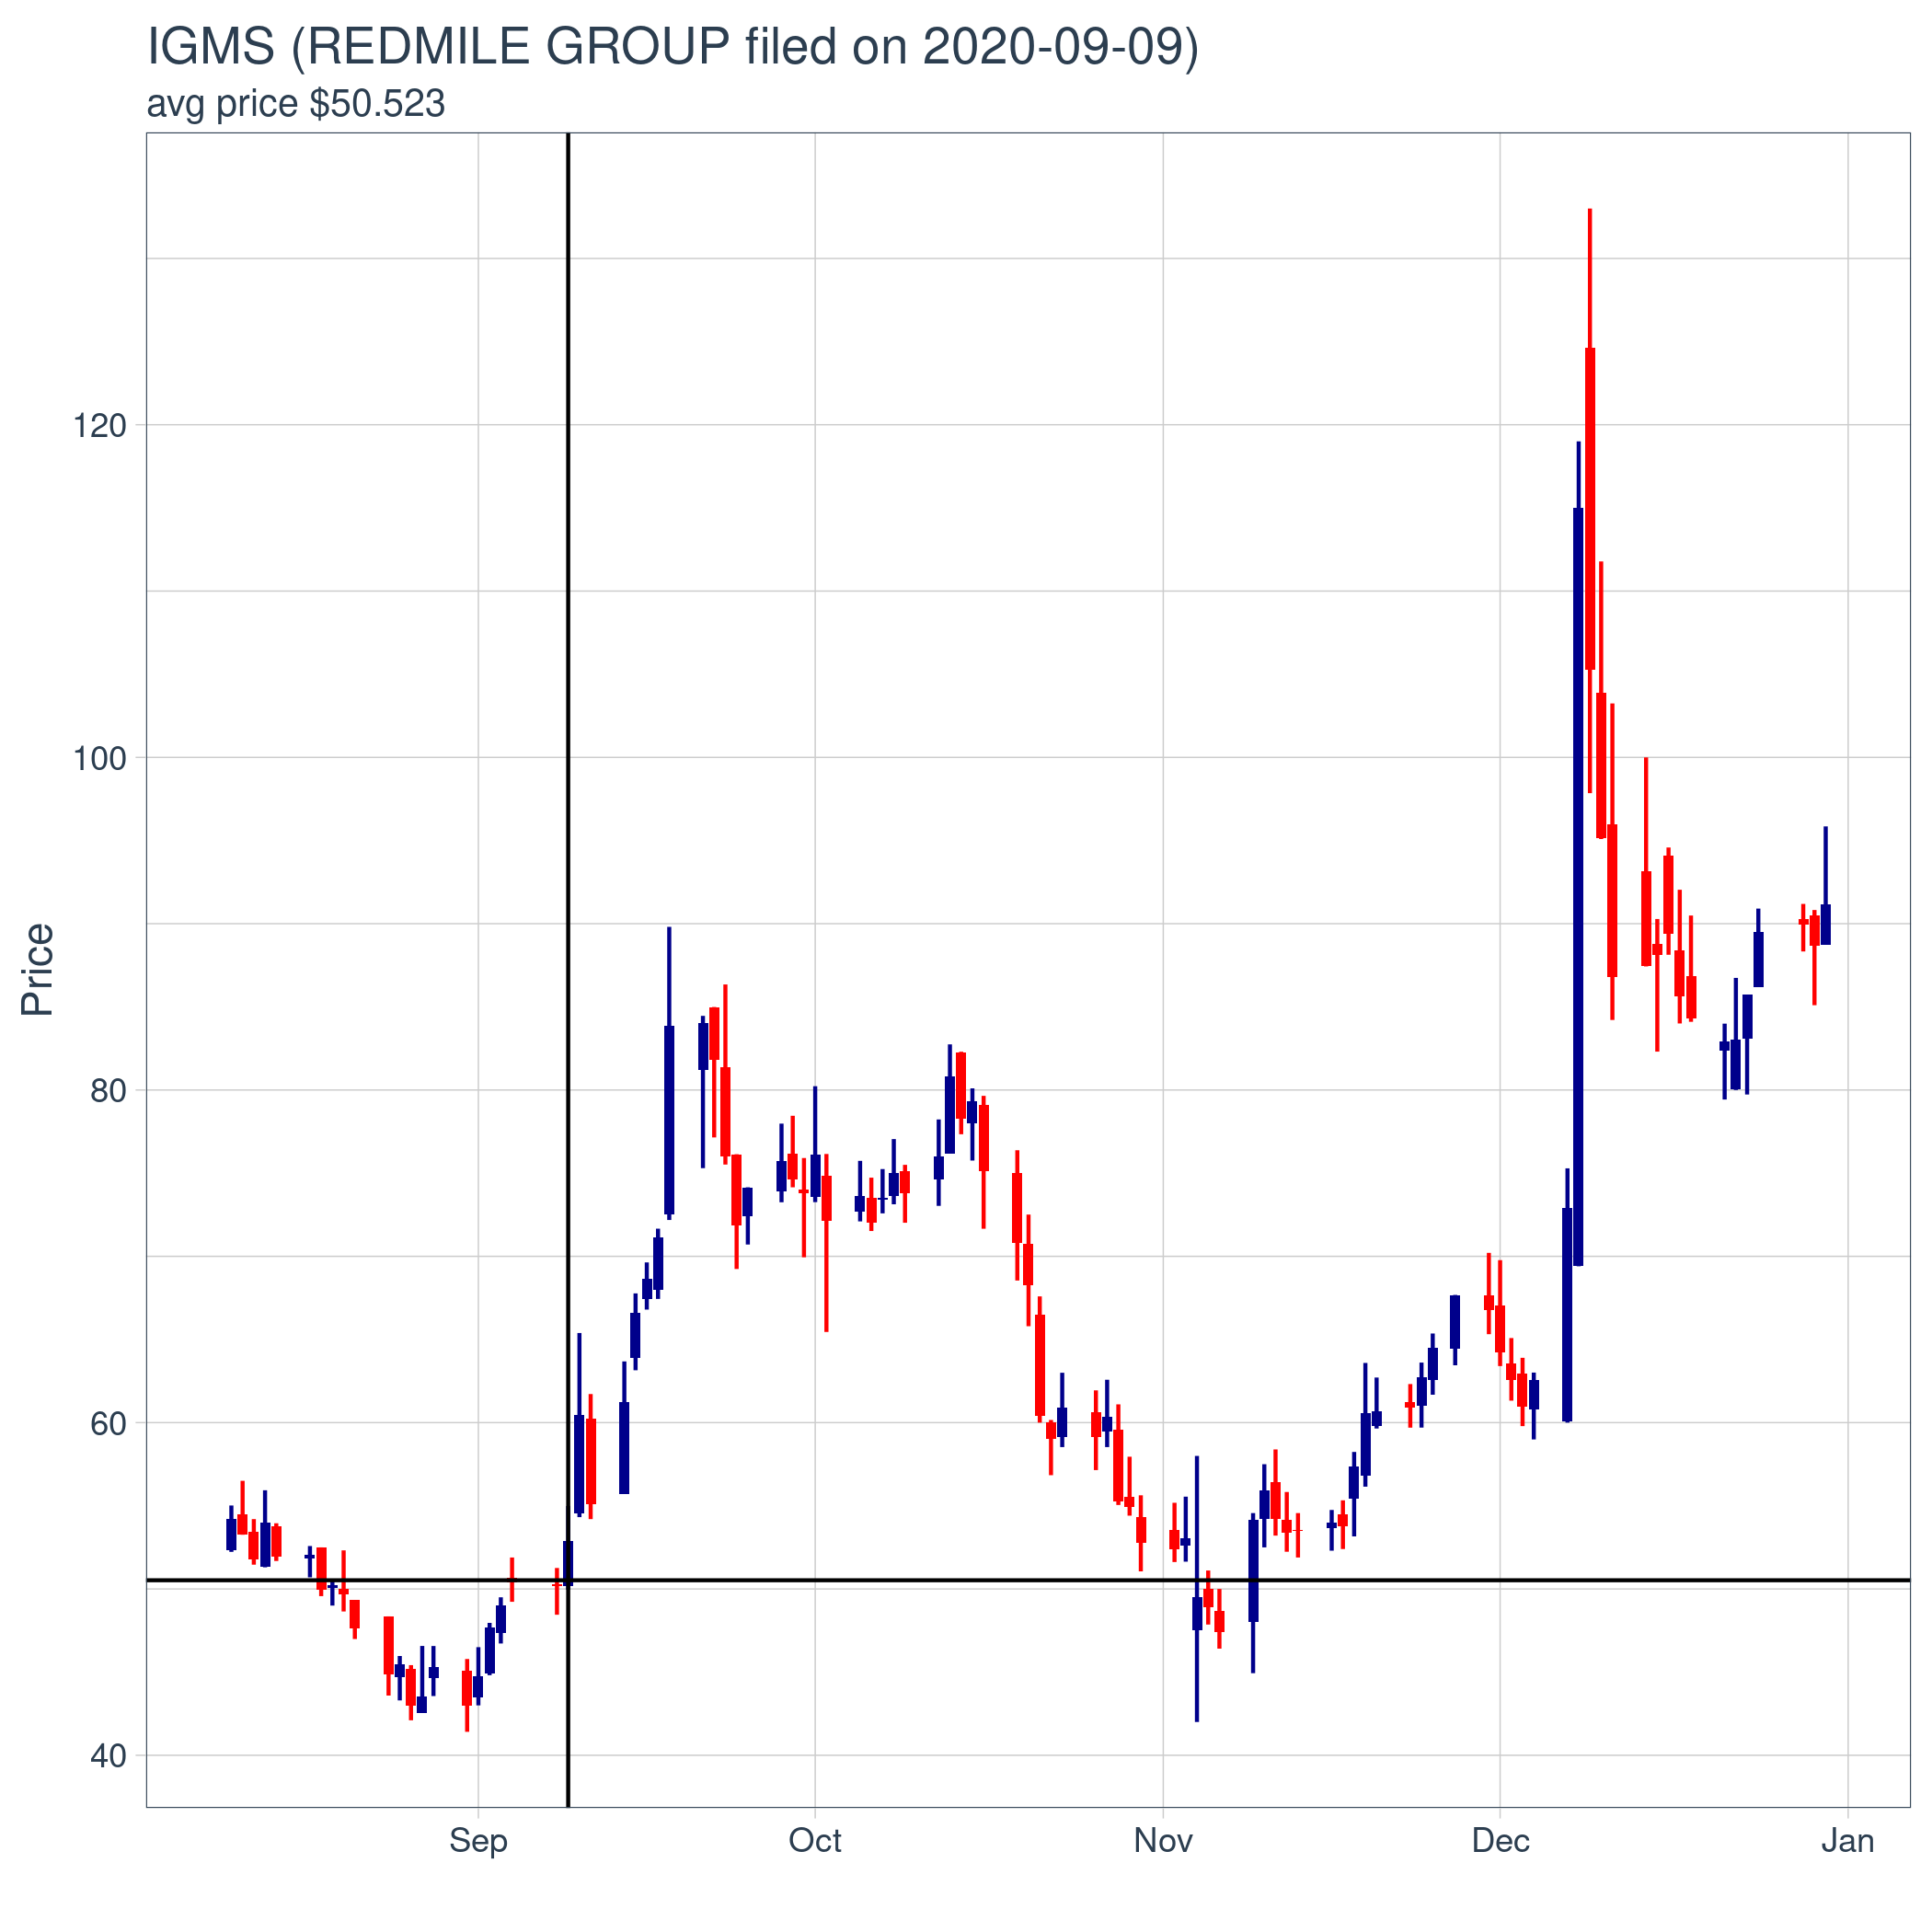 IGMS (REDMILE GROUP filed on 2020-09-09)
avg price $50.523
Price
120
100
80
60
40
Sep Oct Nov Dec Jan